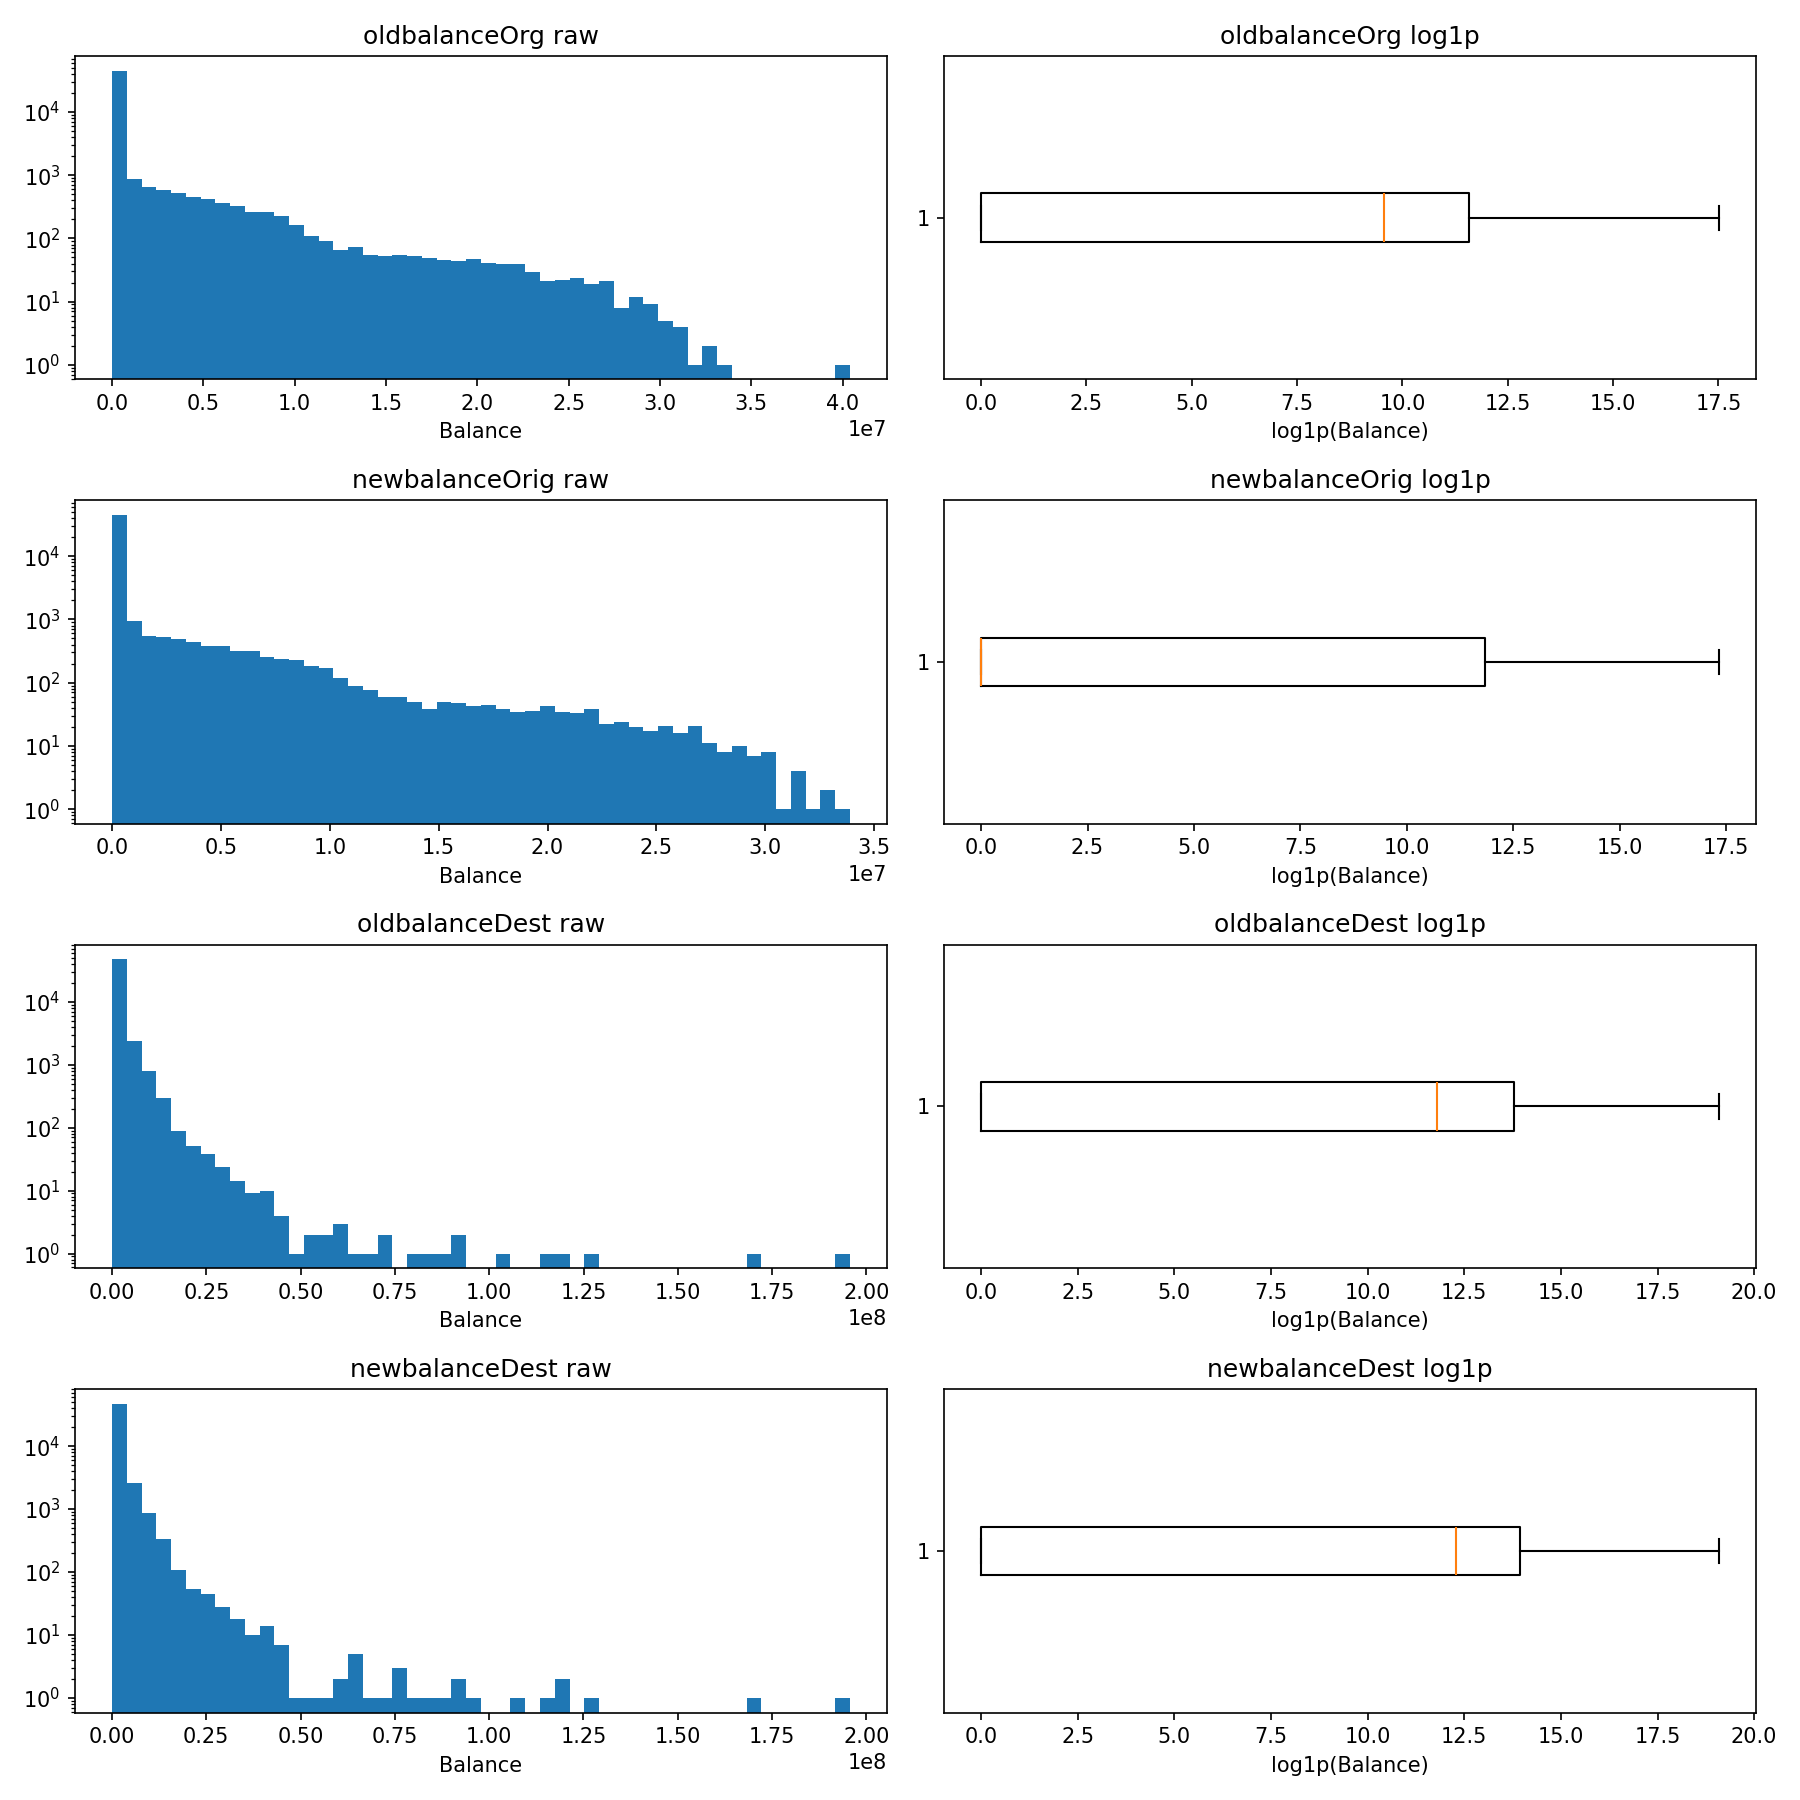 oldbalanceOrg raw
10^4
10^3
10^2
10^1
10^0
0.0 0.5 1.0 1.5 2.0 2.5 3.0 3.5 4.0
1e7
Balance
oldbalanceOrg log1p
1
0.0 2.5 5.0 7.5 10.0 12.5 15.0 17.5
log1p(Balance)
newbalanceOrig raw
10^4
10^3
10^2
10^1
10^0
0.0 0.5 1.0 1.5 2.0 2.5 3.0 3.5
1e7
Balance
newbalanceOrig log1p
1
0.0 2.5 5.0 7.5 10.0 12.5 15.0 17.5
log1p(Balance)
oldbalanceDest raw
10^4
10^3
10^2
10^1
10^0
0.00 0.25 0.50 0.75 1.00 1.25 1.50 1.75 2.00
1e8
Balance
oldbalanceDest log1p
1
0.0 2.5 5.0 7.5 10.0 12.5 15.0 17.5 20.0
log1p(Balance)
newbalanceDest raw
10^4
10^3
10^2
10^1
10^0
0.00 0.25 0.50 0.75 1.00 1.25 1.50 1.75 2.00
1e8
Balance
newbalanceDest log1p
1
0.0 2.5 5.0 7.5 10.0 12.5 15.0 17.5 20.0
log1p(Balance)